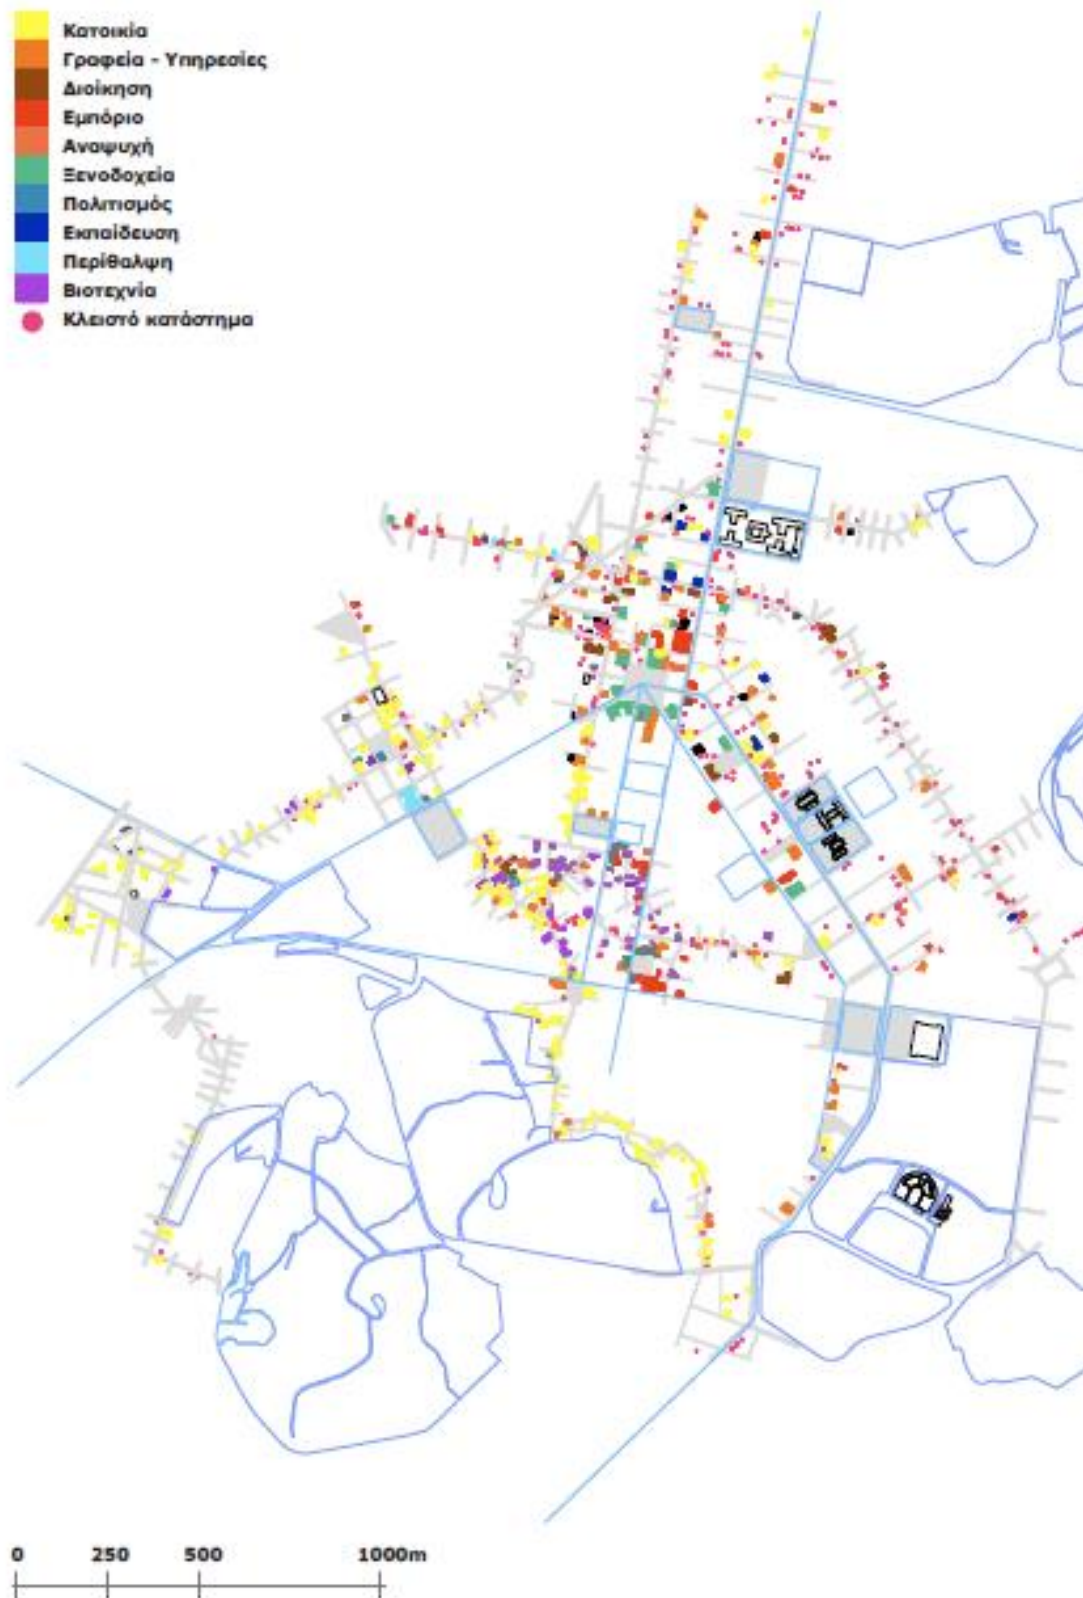 Κατοικία
Γραφεία - Υπηρεσίες
Διοίκηση
Εμπόριο
Αναψυχή
Ξενοδοχεία
Πολιτισμός
Εκπαίδευση
Περίθαλψη
Βιοτεχνία
Κλειστό κατάστημα
0 250 500 1000m